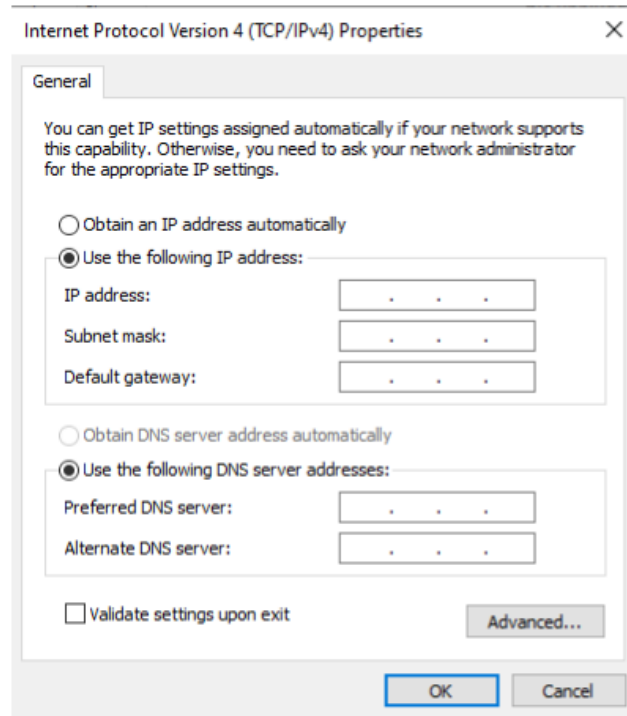 Internet Protocol Version 4 (TCP/IPv4) Properties
General
You can get IP settings assigned automatically if your network supports
this capability. Otherwise, you need to ask your network administrator
for the appropriate IP settings.
Obtain an IP address automatically
Use the following IP address:
IP address:
. . .
Subnet mask:
. . .
Default gateway:
. . .
Obtain DNS server address automatically
Use the following DNS server addresses:
Preferred DNS server:
. . .
Alternate DNS server:
. . .
Validate settings upon exit
Advanced...
OK
Cancel